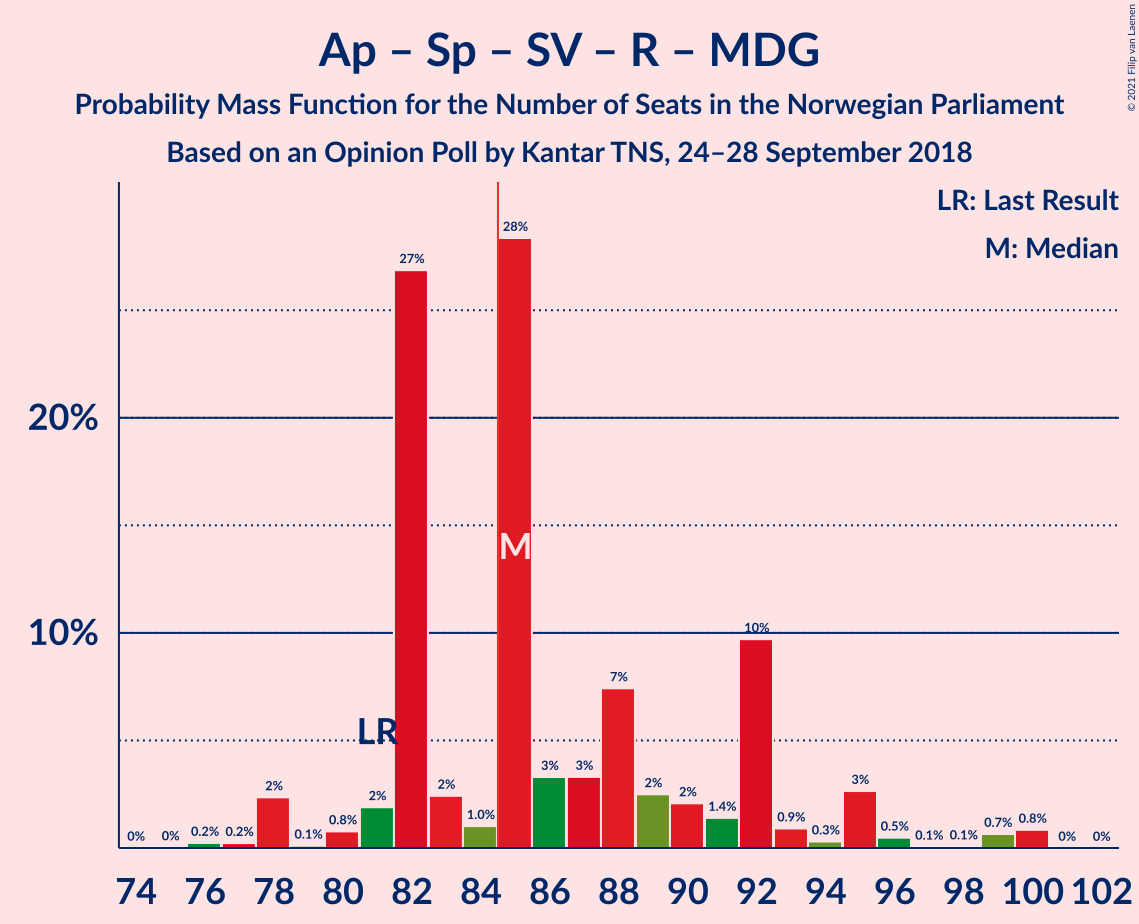 Ap – Sp – SV – R – MDG
Probability Mass Function for the Number of Seats in the Norwegian Parliament
Based on an Opinion Poll by Kantar TNS, 24–28 September 2018
© 2021 Filip van Laenen
LR: Last Result
M: Median
20%
10%
0% 0% 0.2% 0.2% 2% 0.1% 0.8% 2% 27% 2% 1.0% 28% 3% 3% 7% 2% 2% 1.4% 10% 0.9% 0.3% 3% 0.5% 0.1% 0.1% 0.7% 0.8% 0% 0%
LR
M
74 76 78 80 82 84 86 88 90 92 94 96 98 100 102